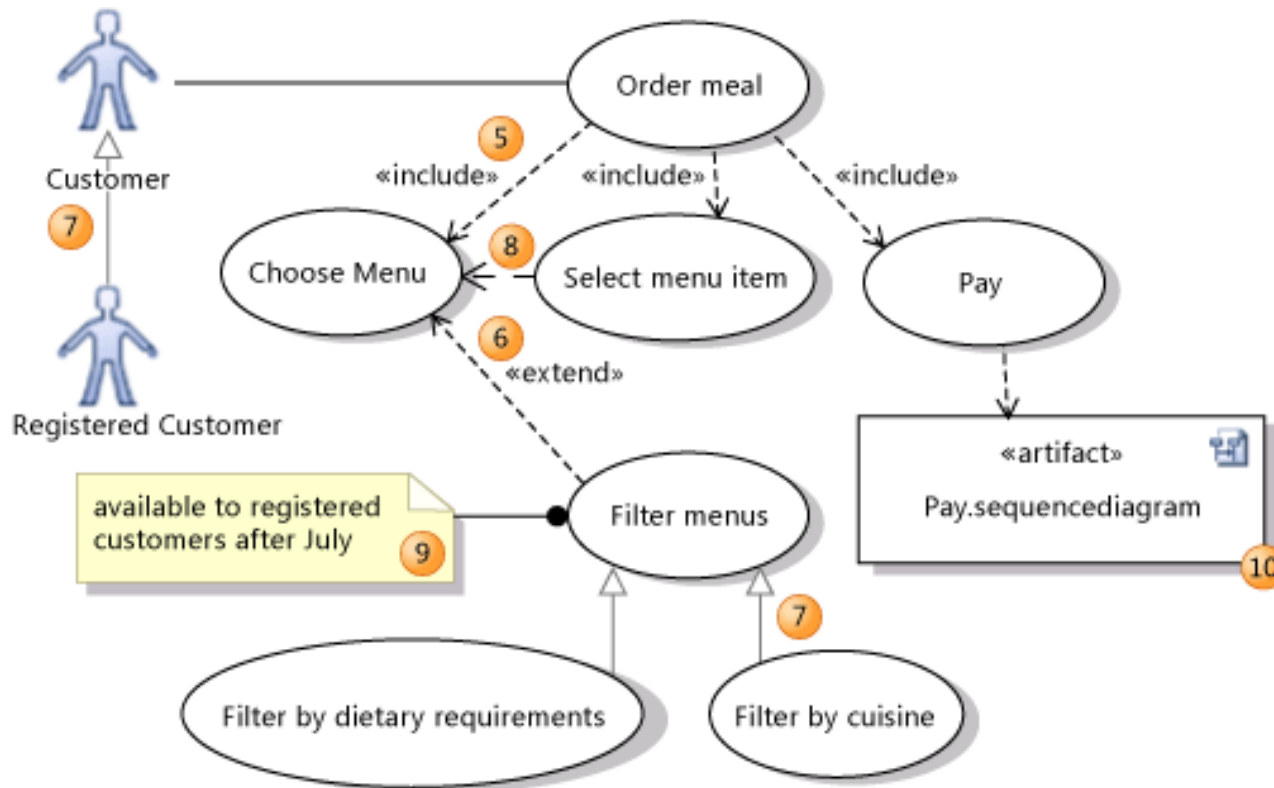 Order meal
5
«include»
«include»
«include»
Customer
7
Choose Menu
8
Select menu item
Pay
6
«extend»
Registered Customer
«artifact»
Pay.sequencediagram
10
available to registered
customers after July
9
Filter menus
7
Filter by dietary requirements
Filter by cuisine